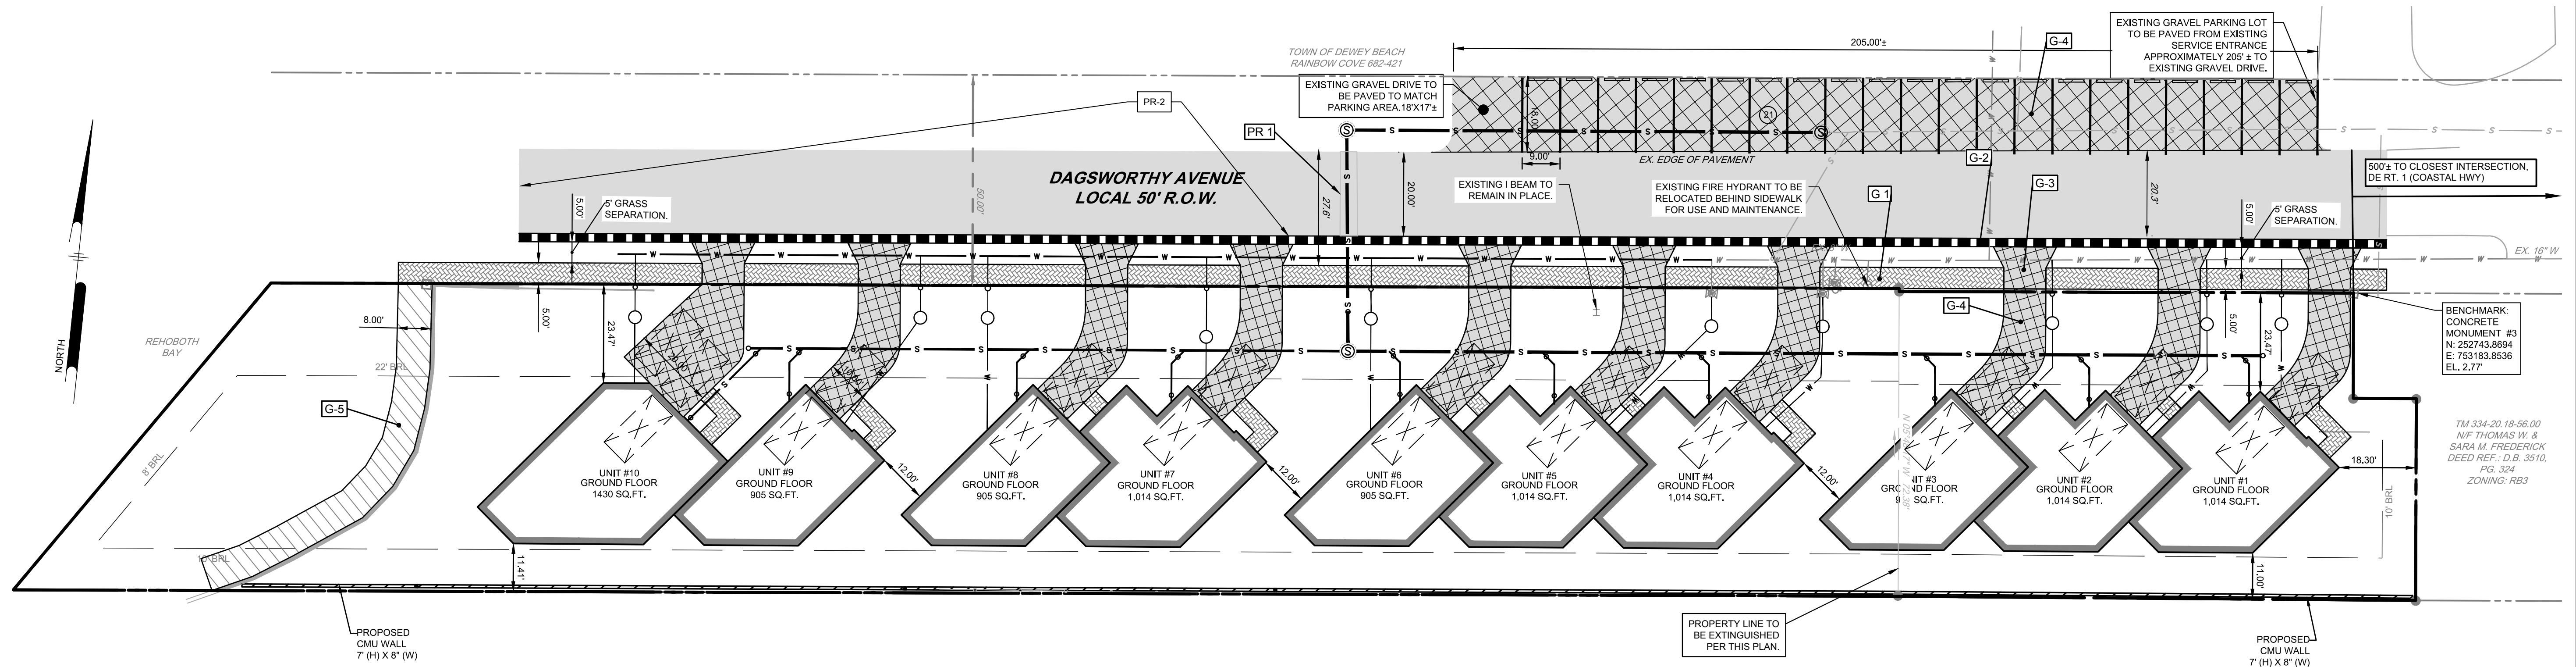 TOWN OF DEWEY BEACH
RAINBOW COVE 682-421
205.00'±
G-4
EXISTING GRAVEL PARKING LOT
TO BE PAVED FROM EXISTING
SERVICE ENTRANCE
APPROXIMATELY 205' ± TO
EXISTING GRAVEL DRIVE.
EXISTING GRAVEL DRIVE TO
BE PAVED TO MATCH
PARKING AREA.18'X17'±
PR-2
PR 1
21
18.00'
9.00'
EX. EDGE OF PAVEMENT
G-2
500'± TO CLOSEST INTERSECTION,
DE RT. 1 (COASTAL HWY)
DAGSWORTHY AVENUE
LOCAL 50' R.O.W.
50.00'
27.6'
20.00'
EXISTING I BEAM TO
REMAIN IN PLACE.
EXISTING FIRE HYDRANT TO BE
RELOCATED BEHIND SIDEWALK
FOR USE AND MAINTENANCE.
G 1
G-3
20.3'
5.00'
5' GRASS
SEPARATION.
5.00'
5' GRASS
SEPARATION.
EX. 16" W
NORTH
REHOBOTH
BAY
8.00'
5.00'
23.47'
22' BRL
G-5
8' BRL
G-4
5.00'
23.47'
BENCHMARK:
CONCRETE
MONUMENT #3
N: 252743.8694
E: 753183.8536
EL. 2.77'
UNIT #10
GROUND FLOOR
1430 SQ.FT.
UNIT #9
GROUND FLOOR
905 SQ.FT.
12.00'
UNIT #8
GROUND FLOOR
905 SQ.FT.
UNIT #7
GROUND FLOOR
1,014 SQ.FT.
12.00'
UNIT #6
GROUND FLOOR
905 SQ.FT.
UNIT #5
GROUND FLOOR
1,014 SQ.FT.
UNIT #4
GROUND FLOOR
1,014 SQ.FT.
12.00'
#3
FLOOR
SQ.FT.
UNIT #2
GROUND FLOOR
1,014 SQ.FT.
UNIT #1
GROUND FLOOR
1,014 SQ.FT.
18.30'
10' BRL
TM 334-20.18-56.00
N/F THOMAS W. &
SARA M. FREDERICK
DEED REF.: D.B. 3510,
PG. 324
ZONING: RB3
BRL
11.41'
11.00'
PROPOSED
CMU WALL
7' (H) X 8" (W)
PROPERTY LINE TO
BE EXTINGUISHED
PER THIS PLAN.
PROPOSED
CMU WALL
7' (H) X 8" (W)